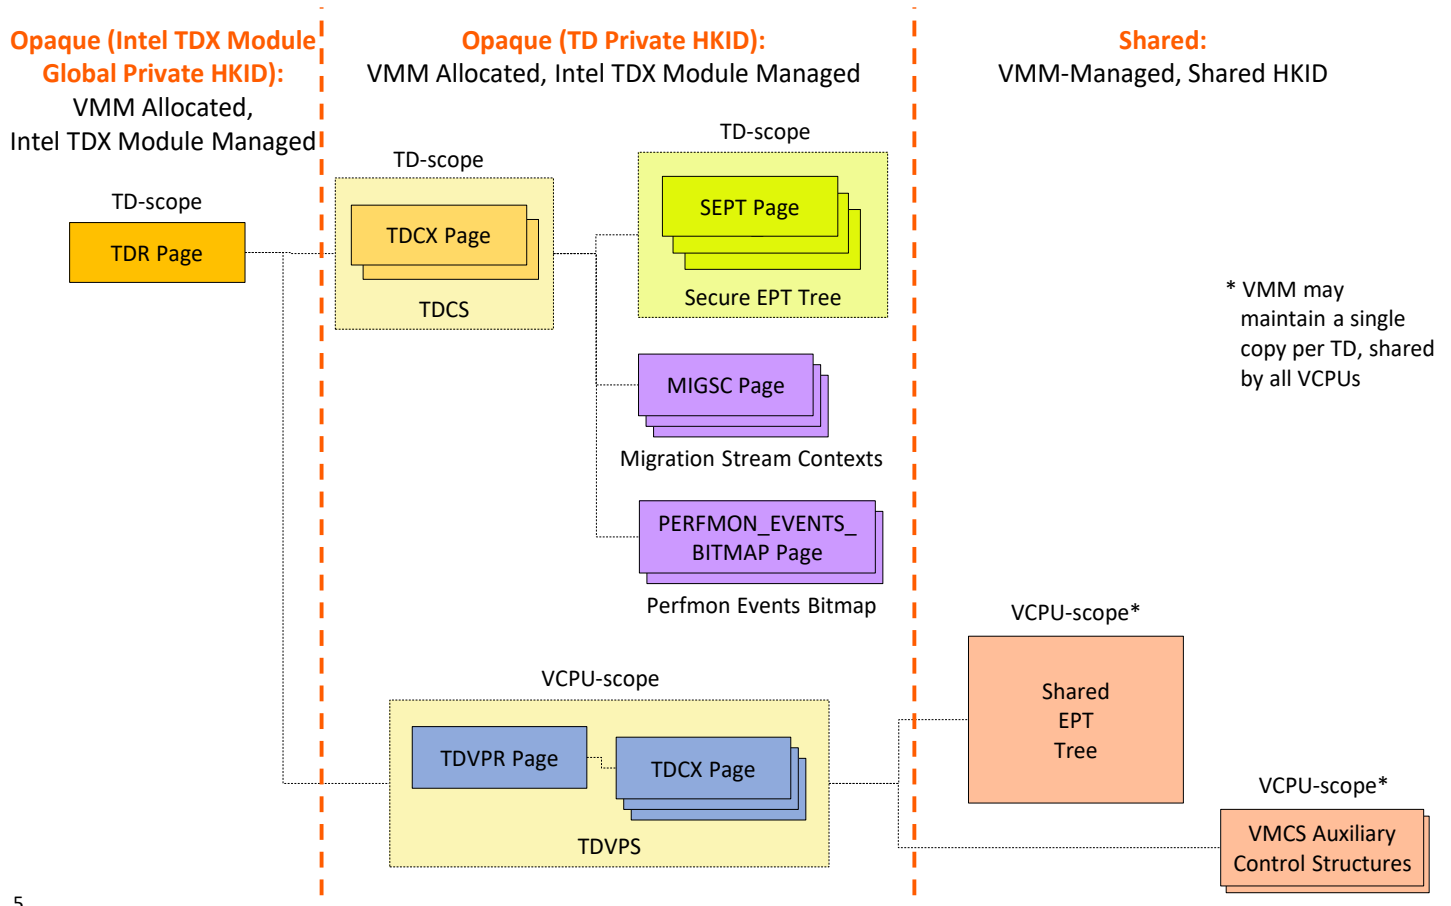 Opaque (Intel TDX Module
Global Private HKID):
VMM Allocated,
Intel TDX Module Managed
TD-scope
TDR Page
Opaque (TD Private HKID):
VMM Allocated, Intel TDX Module Managed
TD-scope
TDCX Page
TDCS
TD-scope
SEPT Page
Secure EPT Tree
MIGSC Page
Migration Stream Contexts
PERFMON_EVENTS_
BITMAP Page
Perfmon Events Bitmap
VCPU-scope
TDVPR Page
TDCX Page
TDVPS
Shared:
VMM-Managed, Shared HKID
* VMM may
maintain a single
copy per TD, shared
by all VCPUs
VCPU-scope*
Shared
EPT
Tree
VCPU-scope*
VMCS Auxiliary
Control Structures
5